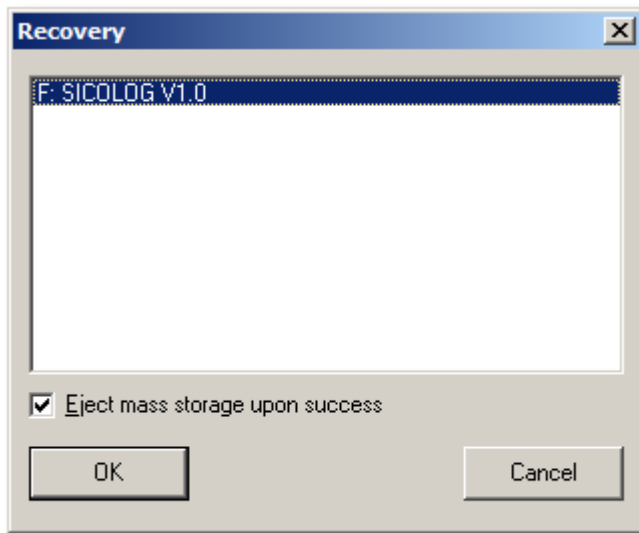 Recovery
F: SICOLOG V1.0
Eject mass storage upon success
OK
Cancel